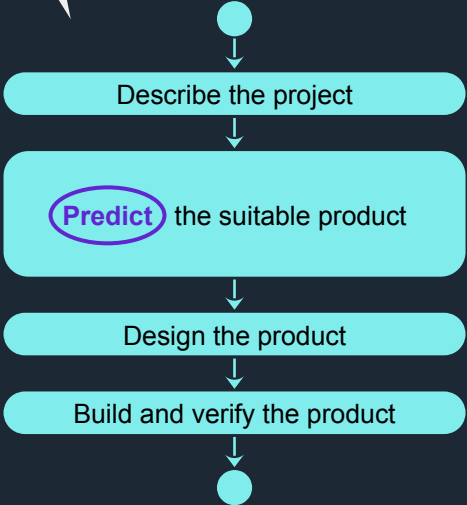 Describe the project
Predict the suitable product
Design the product
Build and verify the product